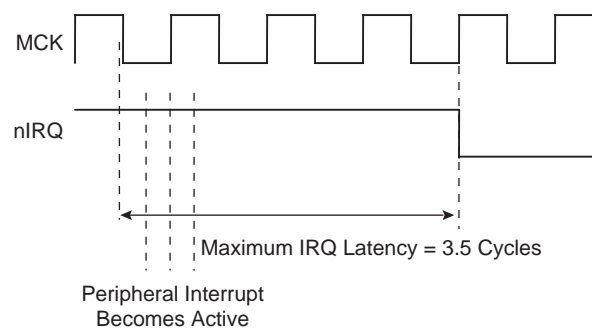 MCK
nIRQ
Maximum IRQ Latency = 3.5 Cycles
Peripheral Interrupt
Becomes Active